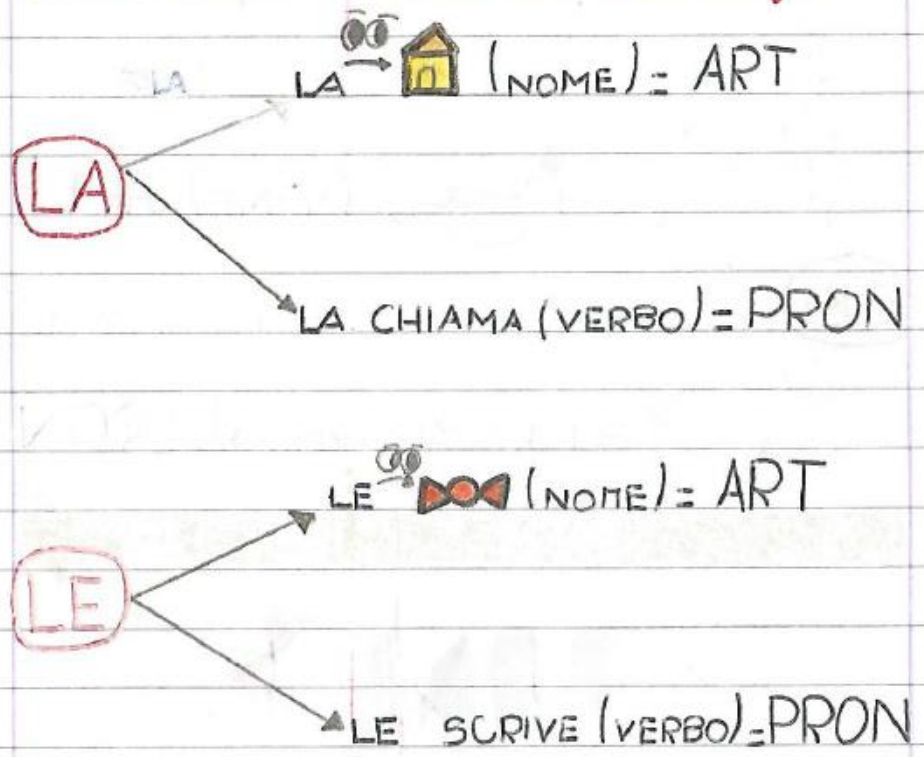 LA (NOME) = ART
LA
LA
LA CHIAMA (VERBO) = PRON
LE (NOME) = ART
LE
LE SCRIVE (VERBO) = PRON